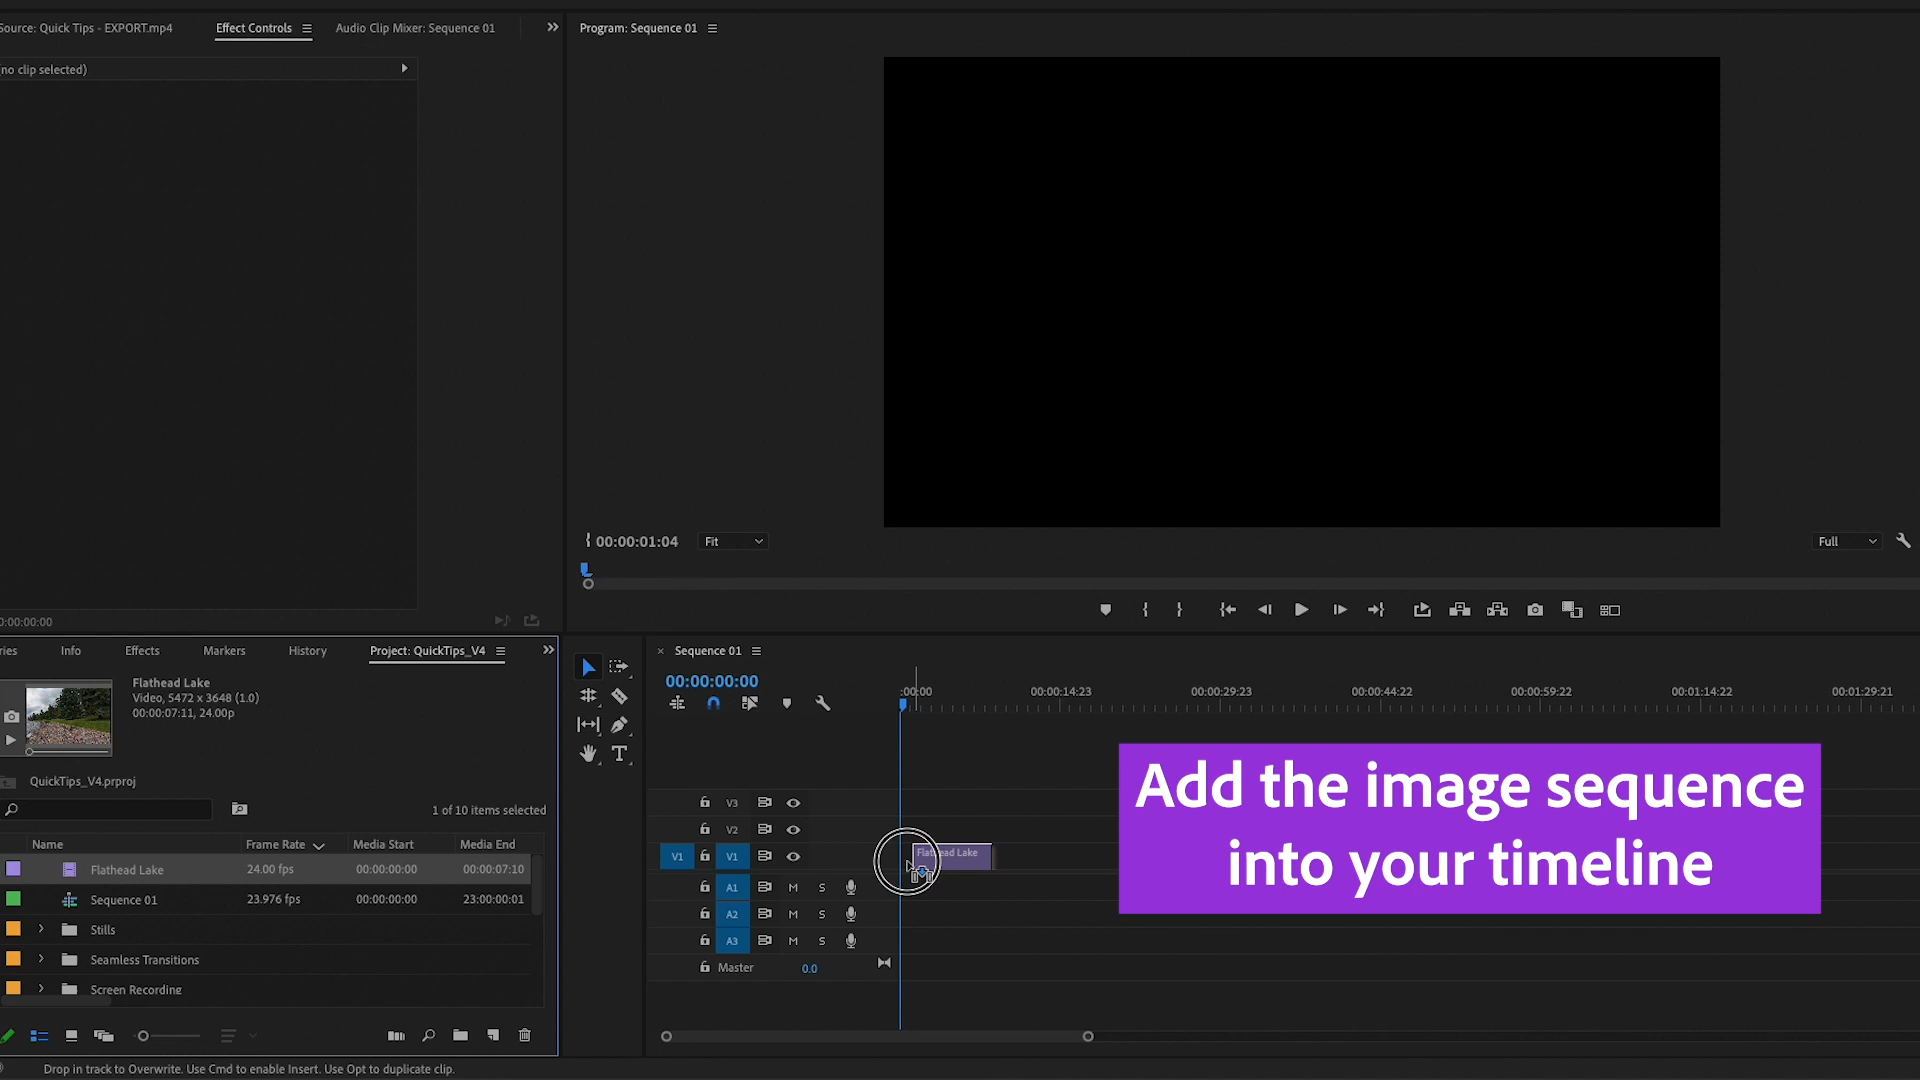 Source: Quick Tips - EXPORT.mp4
Effect Controls
Audio Clip Mixer: Sequence 01
Program: Sequence 01
no clip selected)
00:00:01:04
Fit
Full
0:00:00:00
ies
Info
Effects
Markers
History
Project: QuickTips_V4
Flathead Lake
Video, 5472 x 3648 (1.0)
00:00:07:11, 24.00p
QuickTips_V4.prproj
1 of 10 items selected
Name
Frame Rate
Media Start
Media End
Flathead Lake
24.00 fps
00:00:00:00
00:00:07:10
Sequence 01
23.976 fps
00:00:00:00
23:00:00:01
Stills
Seamless Transitions
Screen Recording
T
Sequence 01
00:00:00:00
:00:00
00:00:14:23
00:00:29:23
00:00:44:22
00:00:59:22
00:01:14:22
00:01:29:21
V3
V2
V1
V1
Flathead Lake
A1
M
S
A2
M
S
A3
M
S
Master
0.0
Add the image sequence
into your timeline
Drop in track to Overwrite. Use Cmd to enable Insert. Use Opt to duplicate clip.